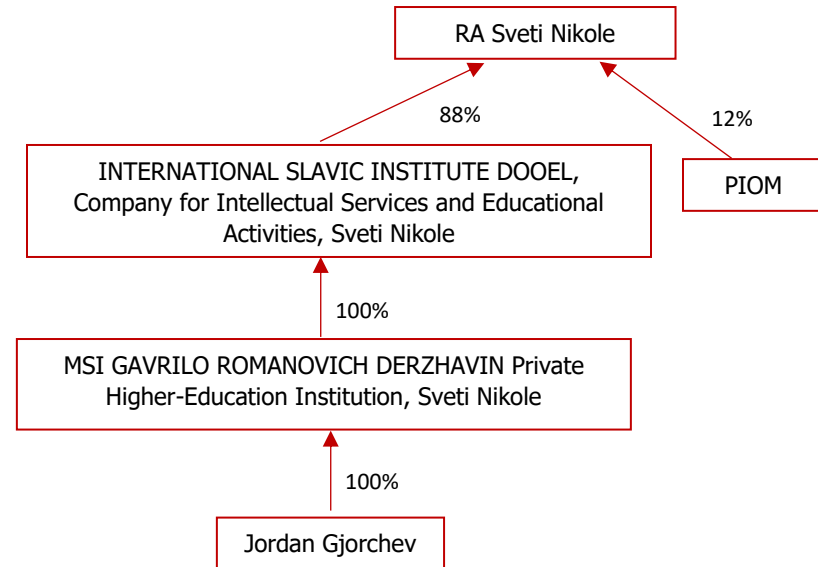 RA Sveti Nikole
88%
12%
INTERNATIONAL SLAVIC INSTITUTE DOOEL,
Company for Intellectual Services and Educational
Activities, Sveti Nikole
PIOM
100%
MSI GAVRILO ROMANOVICH DERZHAVIN Private
Higher-Education Institution, Sveti Nikole
100%
Jordan Gjorchev